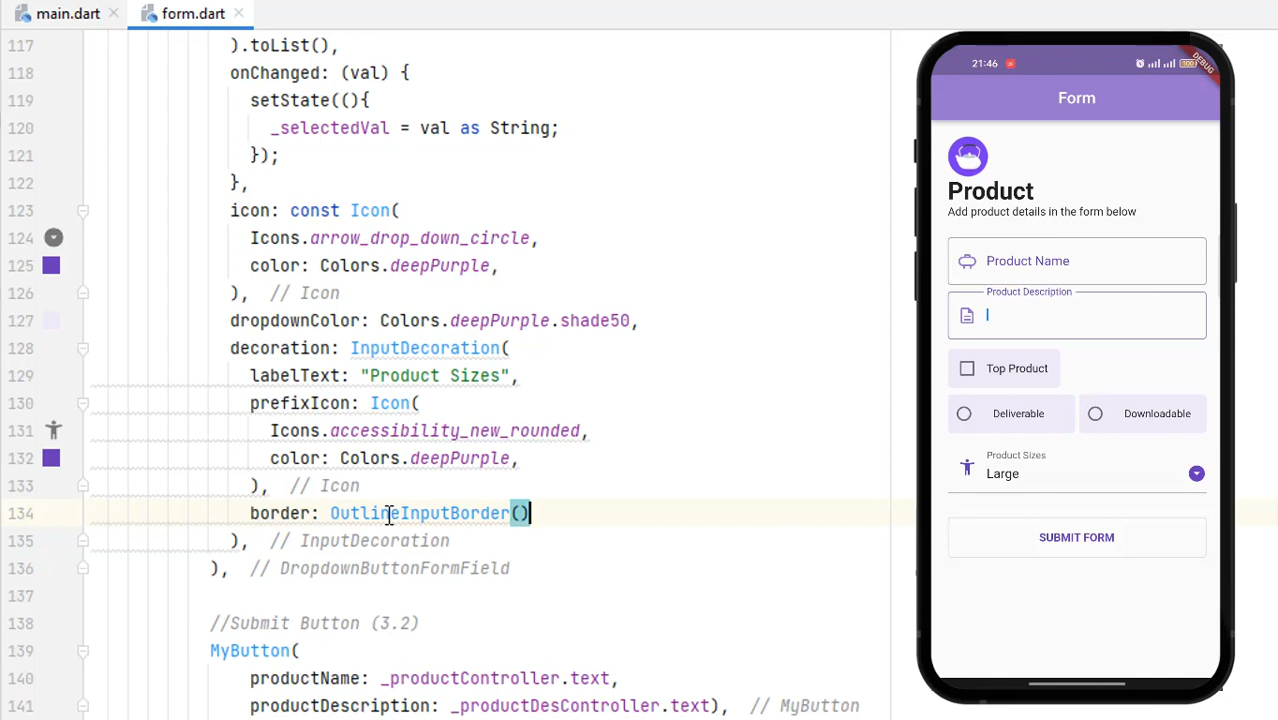 main.dart
form.dart
117 ).toList(),
118 onChanged: (val) {
119 setState((){
120 _selectedVal = val as String;
121 });
122 },
123 icon: const Icon(
124 Icons.arrow_drop_down_circle,
125 color: Colors.deepPurple,
126 ), // Icon
127 dropdownColor: Colors.deepPurple.shade50,
128 decoration: InputDecoration(
129 labelText: "Product Sizes",
130 prefixIcon: Icon(
131 Icons.accessibility_new_rounded,
132 color: Colors.deepPurple,
133 ), // Icon
134 border: OutlineInputBorder()
135 ), // InputDecoration
136 ), // DropdownButtonFormField
137
138 //Submit Button (3.2)
139 MyButton(
140 productName: _productController.text,
141 productDescription: _productDesController.text), // MyButton
21:46
100
DEBUG
Form
Product
Add product details in the form below
Product Name
Product Description
Top Product
Deliverable
Downloadable
Product Sizes
Large
SUBMIT FORM